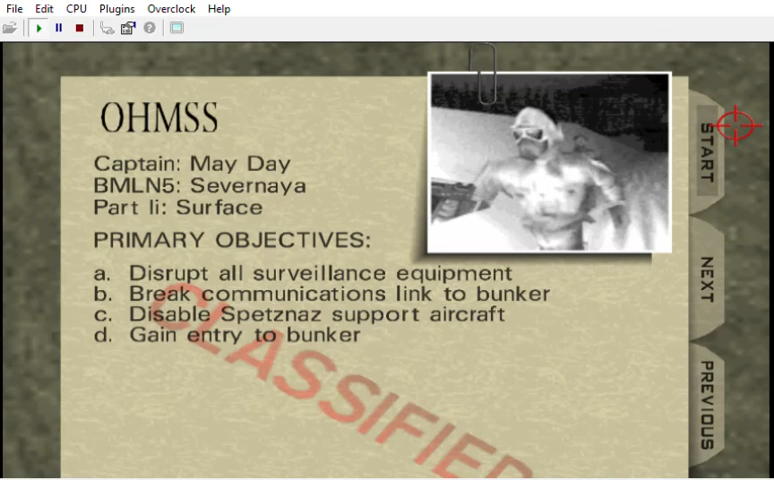 File Edit CPU Plugins Overclock Help
OHMSS
Captain: May Day
BMLN5: Severnaya
Part Ii: Surface
PRIMARY OBJECTIVES:
a. Disrupt all surveillance equipment
b. Break communications link to bunker
c. Disable Spetznaz support aircraft
d. Gain entry to bunker
CLASSIFIED
START
NEXT
PREVIOUS